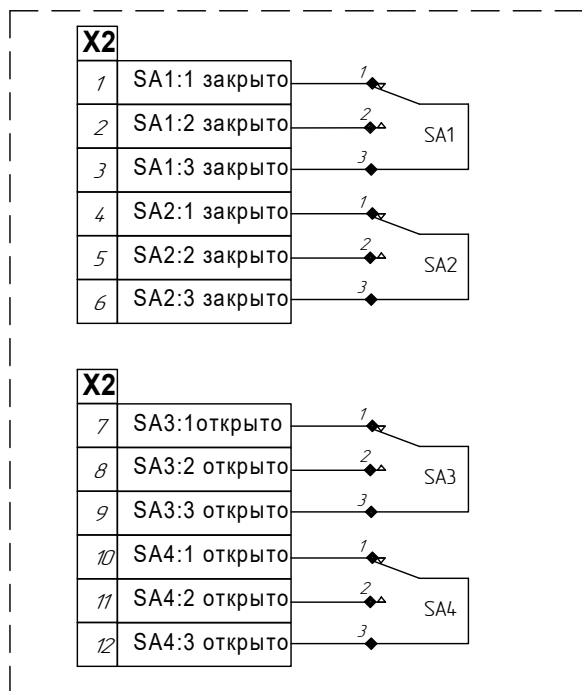 X2
1 SA1:1 закрыто 1
2 SA1:2 закрыто 2 SA1
3 SA1:3 закрыто 3
4 SA2:1 закрыто 1
5 SA2:2 закрыто 2 SA2
6 SA2:3 закрыто 3
X2
7 SA3:1открыто 1
8 SA3:2 открыто 2 SA3
9 SA3:3 открыто 3
10 SA4:1 открыто 1
11 SA4:2 открыто 2 SA4
12 SA4:3 открыто 3